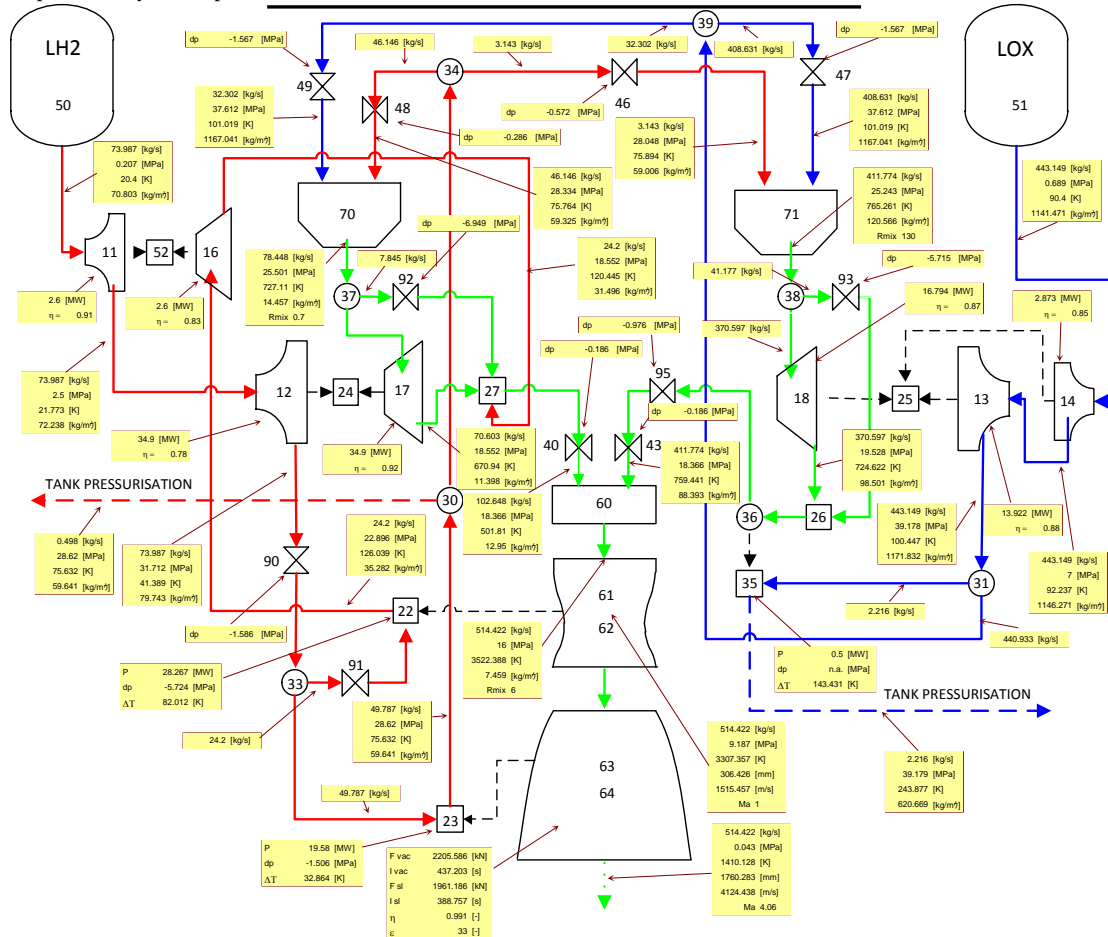 LH2
50
LOX
51
dp -1.567 [MPa]
46.146 [kg/s]
3.143 [kg/s]
32.302 [kg/s]
39
408.631 [kg/s]
dp -1.567 [MPa]
34
49
48
46
47
32.302 [kg/s]
37.612 [MPa]
101.019 [K]
1167.041 [kg/m³]
dp -0.286 [MPa]
dp -0.572 [MPa]
408.631 [kg/s]
37.612 [MPa]
101.019 [K]
1167.041 [kg/m³]
73.987 [kg/s]
0.207 [MPa]
20.4 [K]
70.803 [kg/m³]
3.143 [kg/s]
28.048 [MPa]
75.894 [K]
59.006 [kg/m³]
46.146 [kg/s]
28.334 [MPa]
75.764 [K]
59.325 [kg/m³]
443.149 [kg/s]
0.689 [MPa]
90.4 [K]
1141.471 [kg/m³]
70
71
411.774 [kg/s]
25.243 [MPa]
765.261 [K]
120.566 [kg/m³]
Rmix 130
11
52
16
dp -6.949 [MPa]
78.448 [kg/s]
25.501 [MPa]
727.11 [K]
14.457 [kg/m³]
Rmix 0.7
7.845 [kg/s]
92
37
24.2 [kg/s]
18.552 [MPa]
120.445 [K]
31.496 [kg/m³]
41.177 [kg/s]
93
38
dp -5.715 [MPa]
2.6 [MW]
η = 0.91
2.6 [MW]
η = 0.83
16.794 [MW]
η = 0.87
2.873 [MW]
η = 0.85
dp -0.976 [MPa]
dp -0.186 [MPa]
370.597 [kg/s]
73.987 [kg/s]
2.5 [MPa]
21.773 [K]
72.238 [kg/m³]
12
24
17
27
95
18
25
13
14
dp -0.186 [MPa]
34.9 [MW]
η = 0.78
34.9 [MW]
η = 0.92
70.603 [kg/s]
18.552 [MPa]
670.94 [K]
11.398 [kg/m³]
40
43
411.774 [kg/s]
18.366 [MPa]
759.441 [K]
88.393 [kg/m³]
370.597 [kg/s]
19.528 [MPa]
724.622 [K]
98.501 [kg/m³]
TANK PRESSURISATION
30
102.648 [kg/s]
18.366 [MPa]
501.81 [K]
12.95 [kg/m³]
60
36
26
443.149 [kg/s]
39.178 [MPa]
100.447 [K]
1171.832 [kg/m³]
13.922 [MW]
η = 0.88
0.498 [kg/s]
28.62 [MPa]
75.632 [K]
59.641 [kg/m³]
90
73.987 [kg/s]
31.712 [MPa]
41.389 [K]
79.743 [kg/m³]
24.2 [kg/s]
22.896 [MPa]
126.039 [K]
35.282 [kg/m³]
443.149 [kg/s]
7 [MPa]
92.237 [K]
1146.271 [kg/m³]
35
31
2.216 [kg/s]
440.933 [kg/s]
dp -1.586 [MPa]
22
61
62
514.422 [kg/s]
16 [MPa]
3522.388 [K]
7.459 [kg/m³]
Rmix 6
P 0.5 [MW]
dp n.a. [MPa]
ΔT 143.431 [K]
P 28.267 [MW]
dp -5.724 [MPa]
ΔT 82.012 [K]
33
91
TANK PRESSURISATION
24.2 [kg/s]
49.787 [kg/s]
28.62 [MPa]
75.632 [K]
59.641 [kg/m³]
514.422 [kg/s]
9.187 [MPa]
3307.357 [K]
306.426 [mm]
1515.457 [m/s]
Ma 1
2.216 [kg/s]
39.179 [MPa]
243.877 [K]
620.669 [kg/m³]
63
64
49.787 [kg/s]
23
P 19.58 [MW]
dp -1.506 [MPa]
ΔT 32.864 [K]
F vac 2205.586 [kN]
I vac 437.203 [s]
F sl 1961.186 [kN]
I sl 388.757 [s]
η 0.991 [-]
ε 33 [-]
514.422 [kg/s]
0.043 [MPa]
1410.128 [K]
1760.283 [mm]
4124.438 [m/s]
Ma 4.06